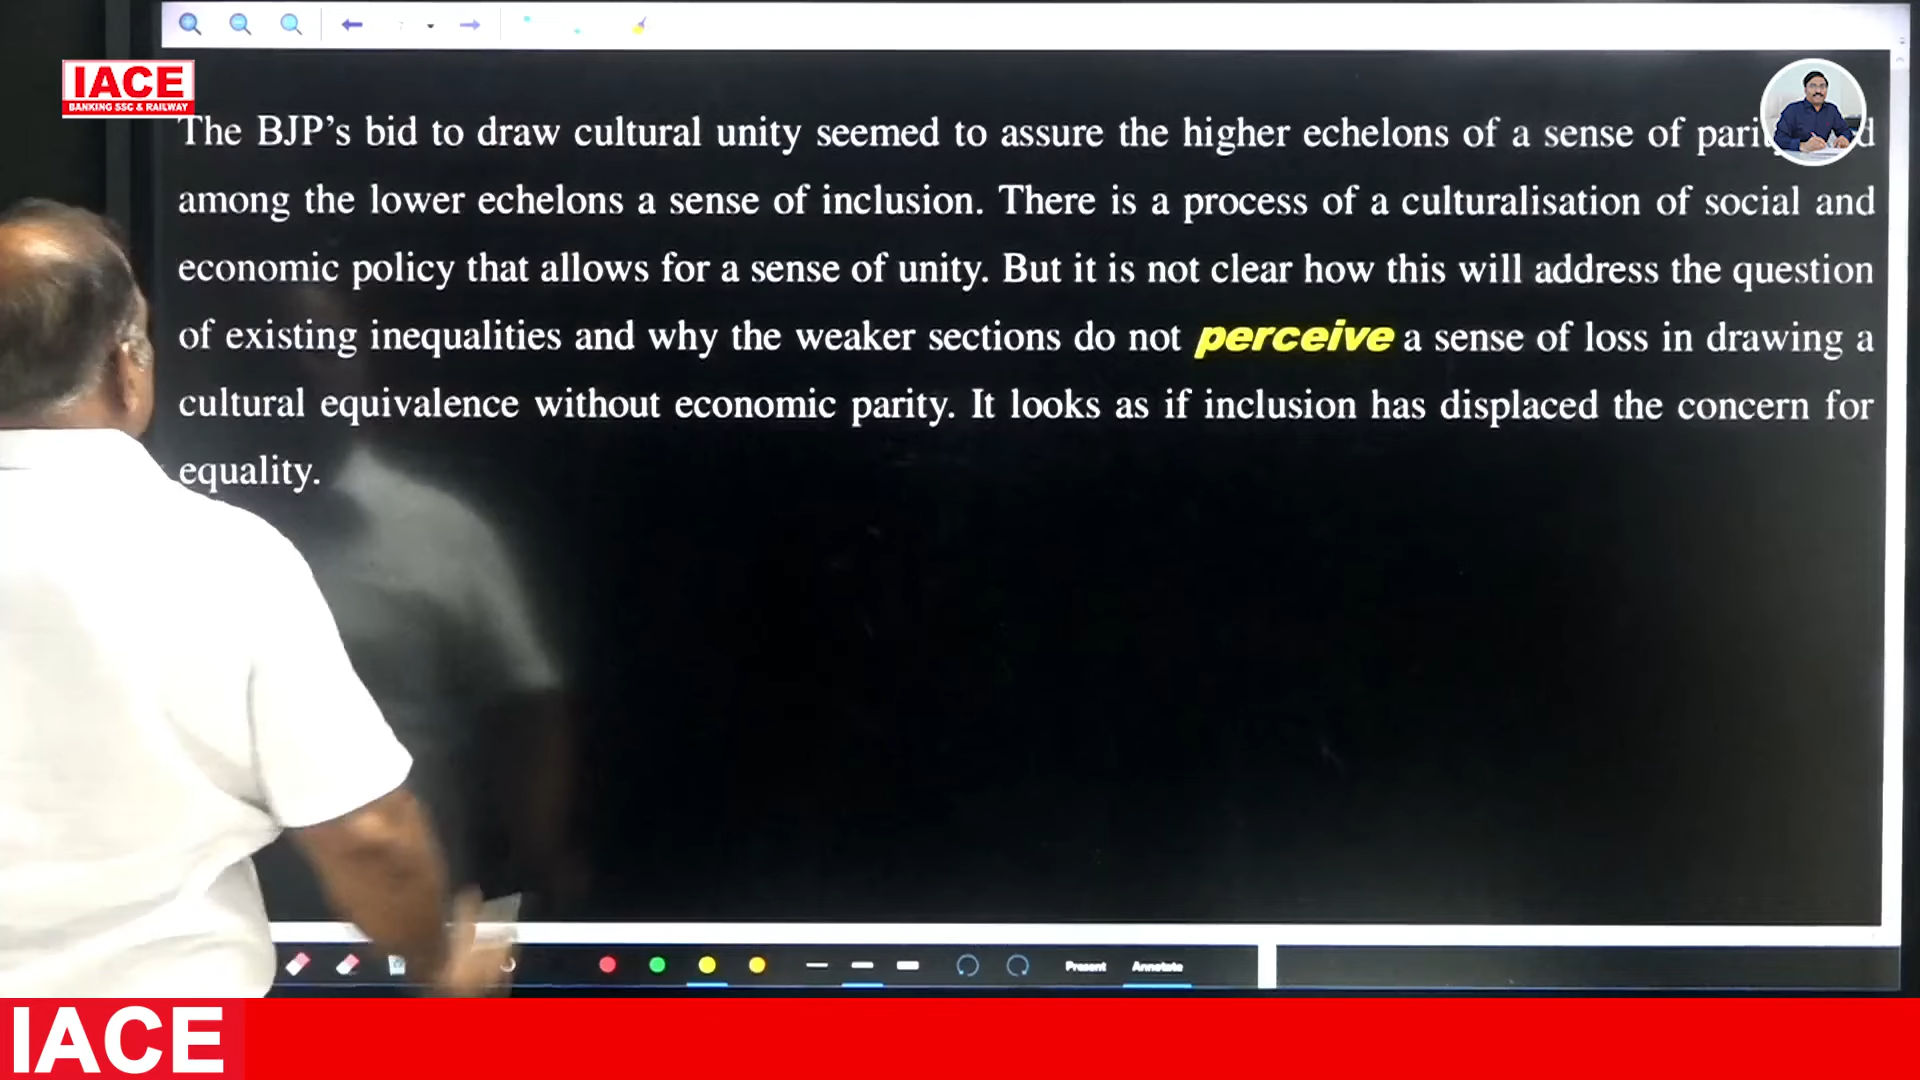 IACE
BANKING SSC & RAILWAY
The BJP's bid to draw cultural unity seemed to assure the higher echelons of a sense of
among the lower echelons a sense of inclusion. There is a process of a culturalisation of social and
economic policy that allows for a sense of unity. But it is not clear how this will address the question
of existing inequalities and why the weaker sections do not perceive a sense of loss in drawing a
cultural equivalence without economic parity. It looks as if inclusion has displaced the concern for
equality.
Present Annotate
IACE